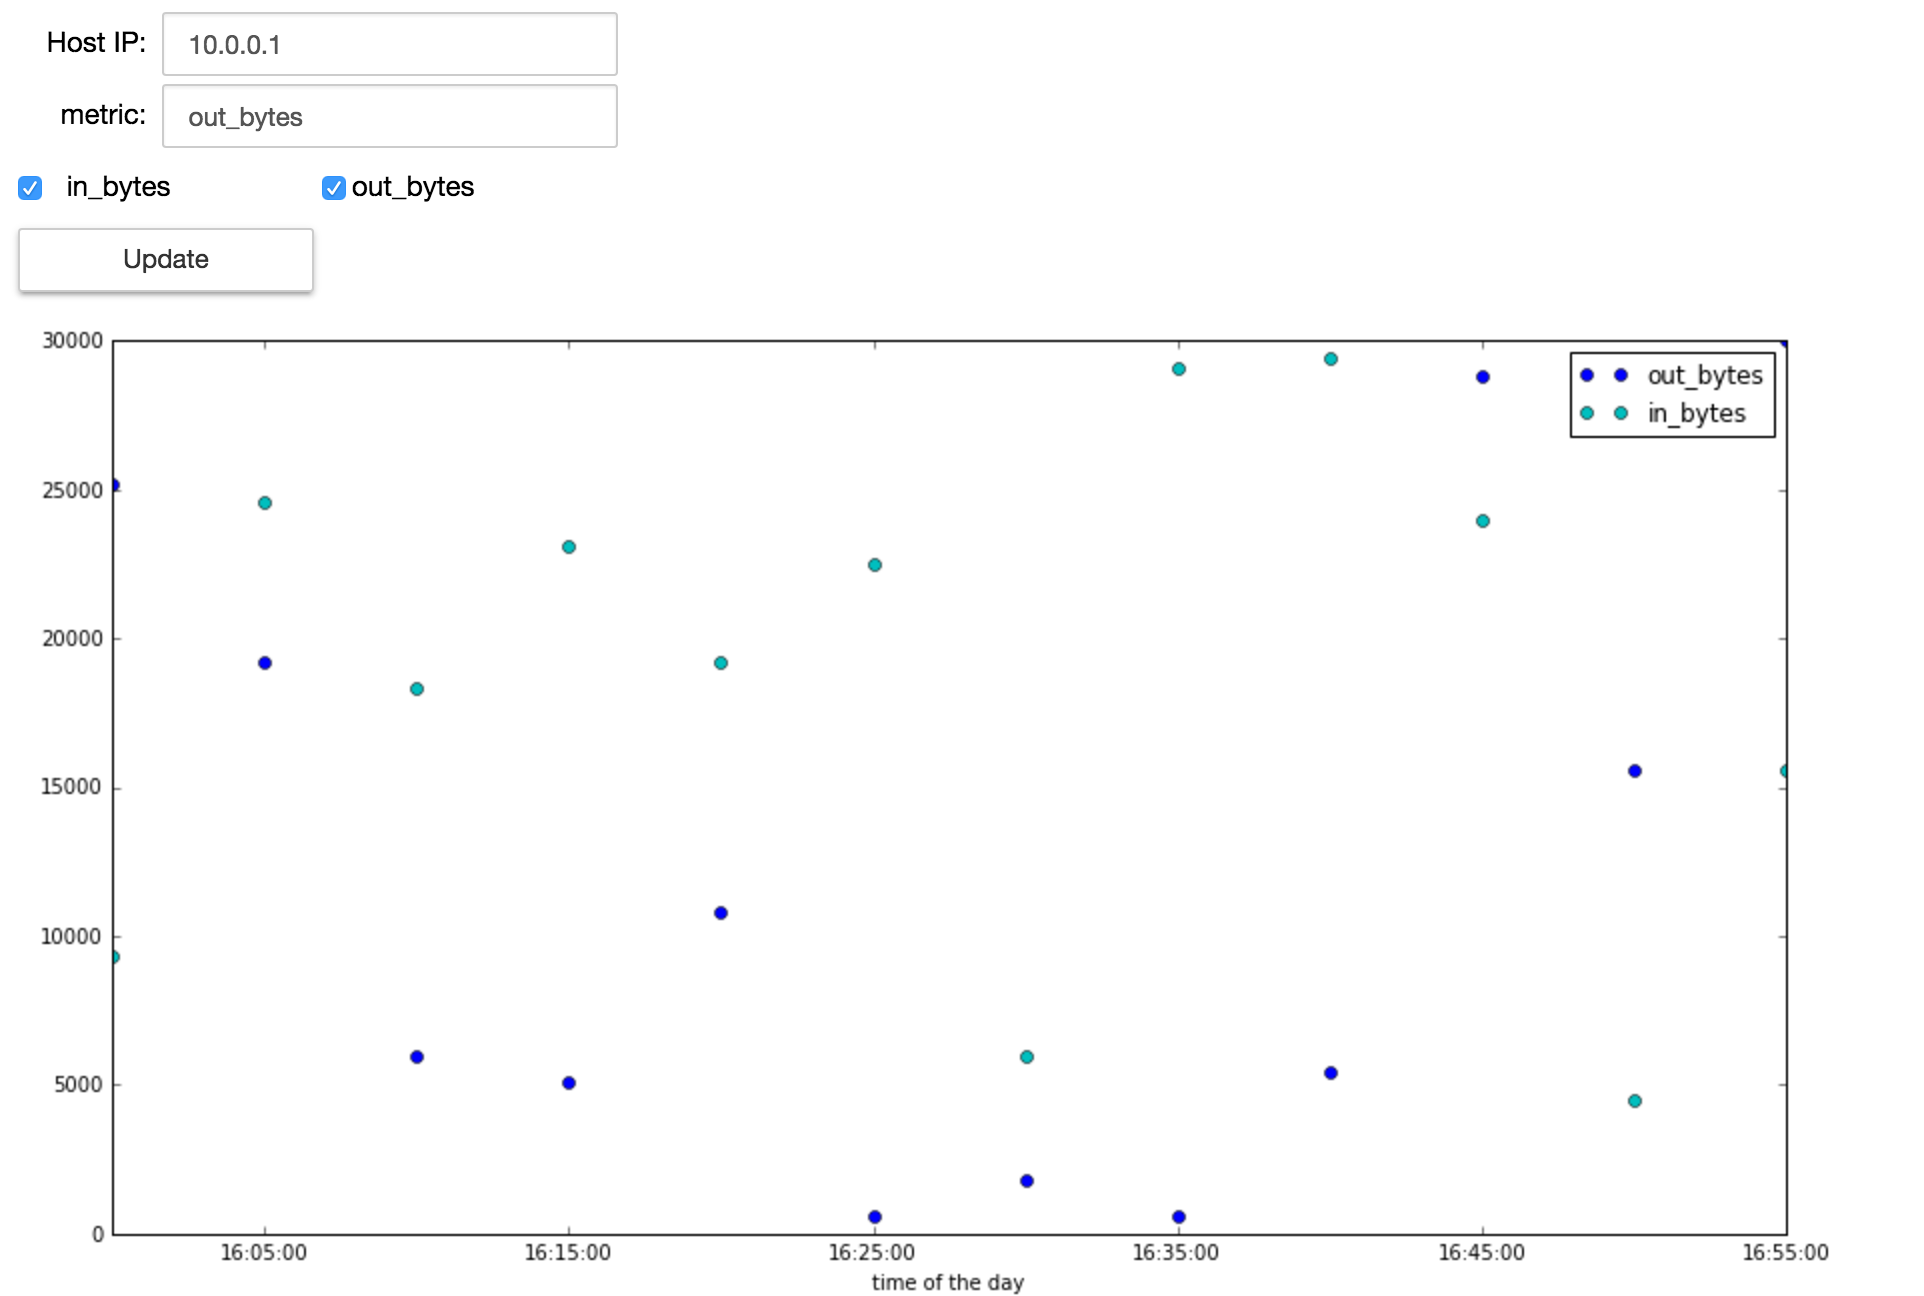 Host IP: 10.0.0.1
metric: out_bytes
in_bytes out_bytes
Update
30000
25000
20000
15000
10000
5000
0
out_bytes
in_bytes
16:05:00 16:15:00 16:25:00 16:35:00 16:45:00 16:55:00
time of the day